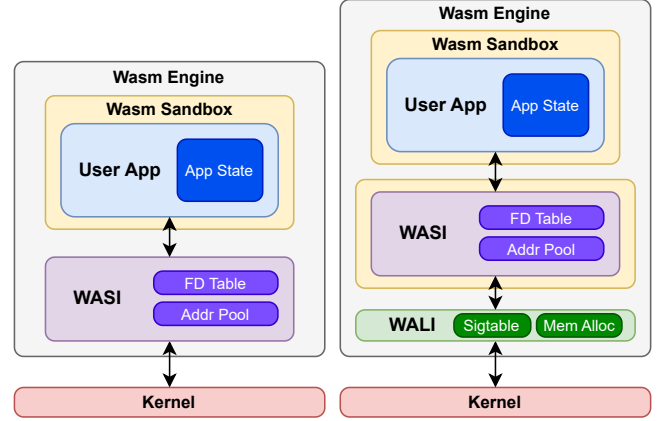 Wasm Engine
Wasm Sandbox
User App
App State
WASI
FD Table
Addr Pool
Kernel
Wasm Engine
Wasm Sandbox
User App
App State
WASI
FD Table
Addr Pool
WALI
Sigtable
Mem Alloc
Kernel